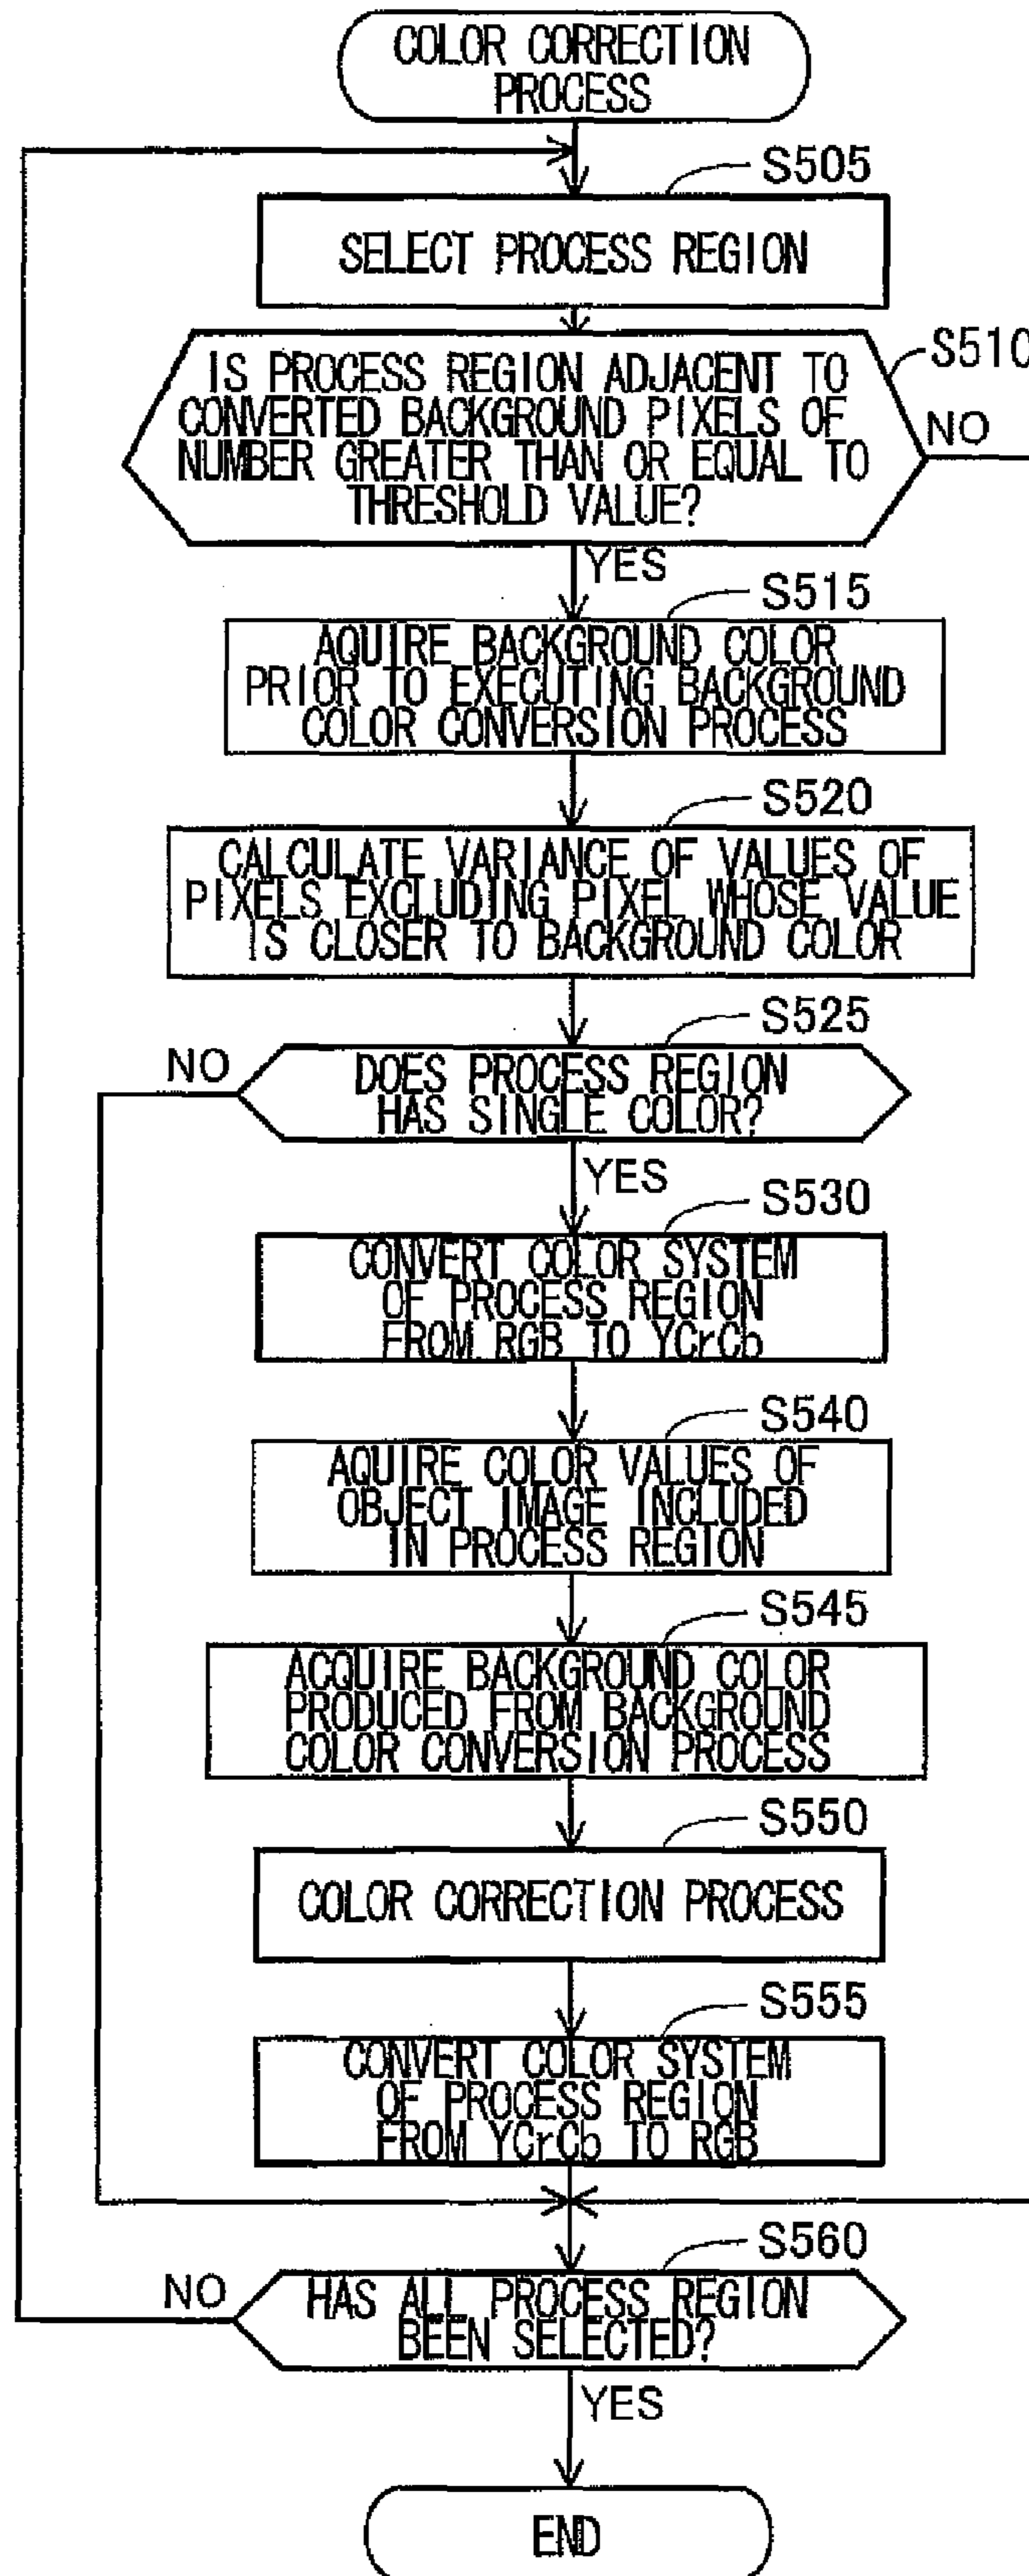 COLOR CORRECTION
PROCESS
S505
SELECT PROCESS REGION
S510
IS PROCESS REGION ADJACENT TO
CONVERTED BACKGROUND PIXELS OF
NUMBER GREATER THAN OR EQUAL TO
THRESHOLD VALUE?
NO
YES
S515
AQUIRE BACKGROUND COLOR
PRIOR TO EXECUTING BACKGROUND
COLOR CONVERSION PROCESS
S520
CALCULATE VARIANCE OF VALUES OF
PIXELS EXCLUDING PIXEL WHOSE VALUE
IS CLOSER TO BACKGROUND COLOR
S525
NO
DOES PROCESS REGION
HAS SINGLE COLOR?
YES
S530
CONVERT COLOR SYSTEM
OF PROCESS REGION
FROM RGB TO YCrCb
S540
AQUIRE COLOR VALUES OF
OBJECT IMAGE INCLUDED
IN PROCESS REGION
S545
ACQUIRE BACKGROUND COLOR
PRODUCED FROM BACKGROUND
COLOR CONVERSION PROCESS
S550
COLOR CORRECTION PROCESS
S555
CONVERT COLOR SYSTEM
OF PROCESS REGION
FROM YCrCb TO RGB
S560
NO
HAS ALL PROCESS REGION
BEEN SELECTED?
YES
END